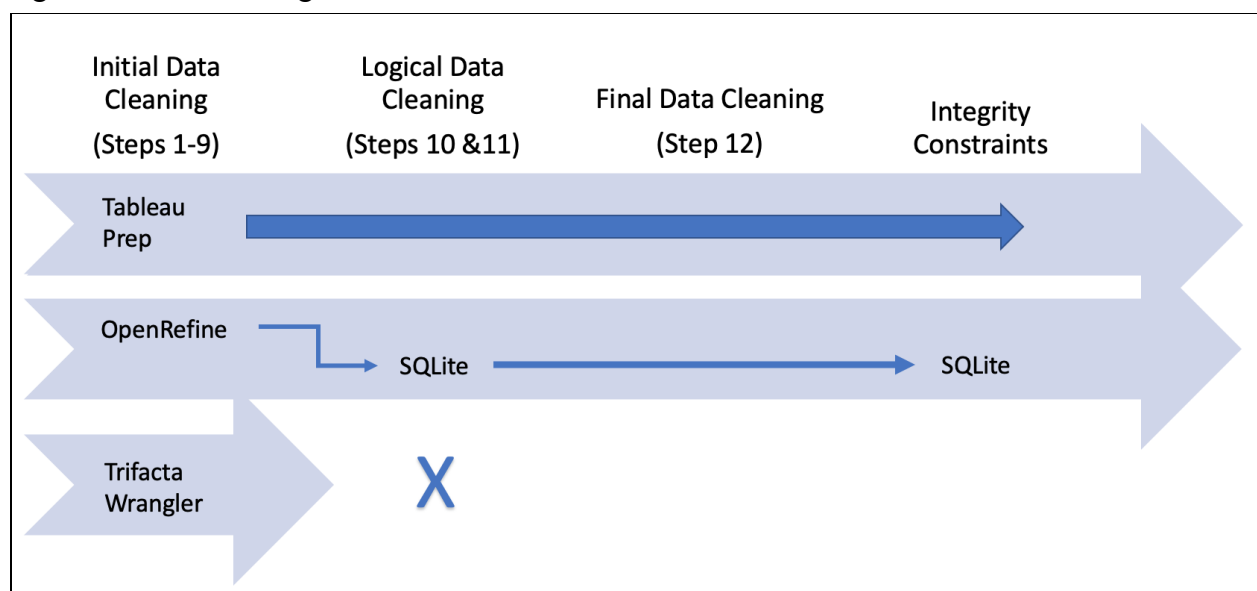 Initial Data
Cleaning
(Steps 1-9)
Logical Data
Cleaning
(Steps 10 &11)
Final Data Cleaning
(Step 12)
Integrity
Constraints
Tableau
Prep
OpenRefine
SQLite
SQLite
Trifacta
Wrangler
X